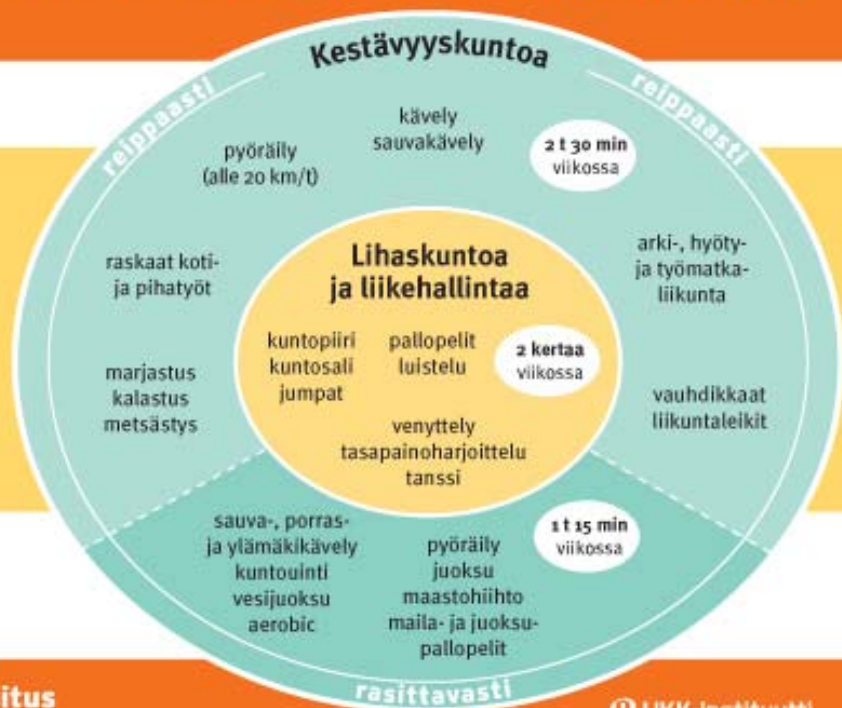 Kestävyyskuntoa
reippaasti
reippaasti
kävely
sauvakävely
2 t 30 min
viikossa
pyöräily
(alle 20 km/t)
raskaat koti-
ja pihatyöt
arki-, hyöty-
ja työmatka-
liikunta
marjastus
kalastus
metsästys
vauhdikkaat
liikuntaleikit
Lihaskuntoa
ja liikehallintaa
kuntopiiri
kuntosali
jumpat
pallopelit
luistelu
2 kertaa
viikossa
venyttely
tasapainoharjoittelu
tanssi
sauva-, porras-
ja ylämäkikävely
kuntouinti
vesijuoksu
aerobic
pyöräily
juoksu
maastohiihto
maila- ja juoksu-
pallopelit
1 t 15 min
viikossa
rasittavasti
itus
UKK-instituutti